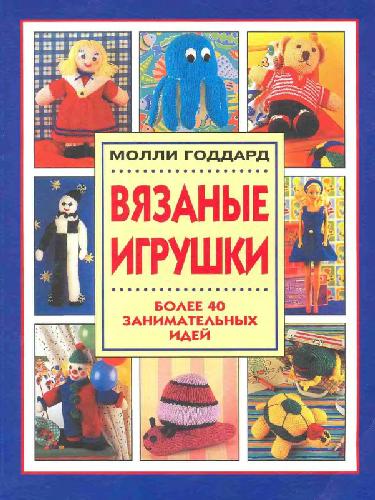 МОЛЛИ ГОДДАРД
ВЯЗАНЫЕ
ИГРУШКИ
БОЛЕЕ 40
ЗАНИМАТЕЛЬНЫХ
ИДЕЙ